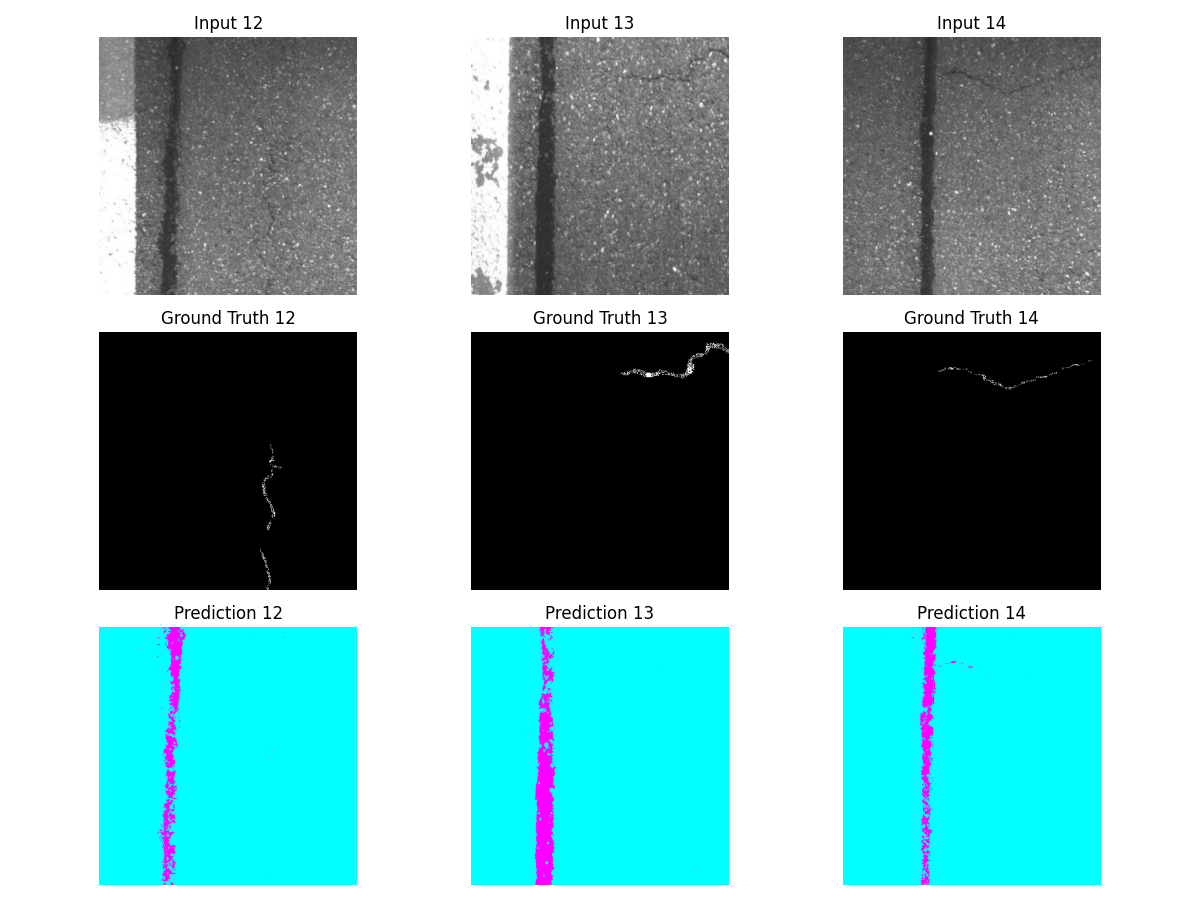 Input 12
Input 13
Input 14
Ground Truth 12
Ground Truth 13
Ground Truth 14
Prediction 12
Prediction 13
Prediction 14